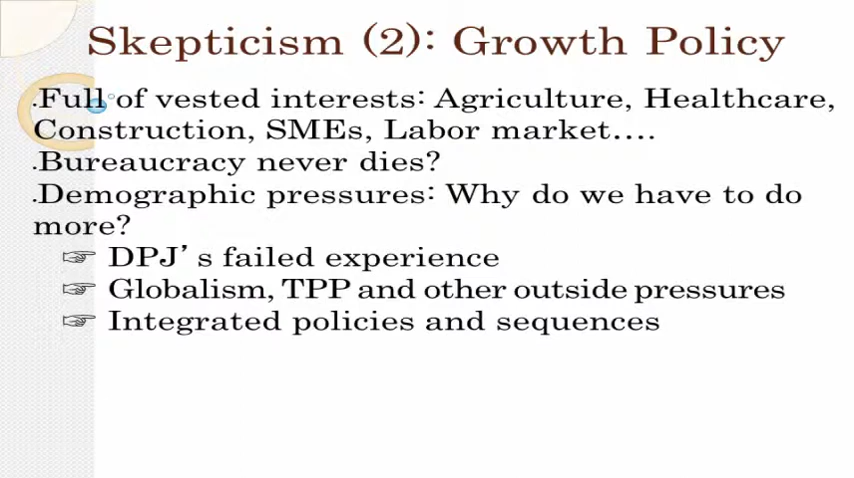 Skepticism (2): Growth Policy
.Full of vested interests: Agriculture, Healthcare,
Construction, SMEs, Labor market....
.Bureaucracy never dies?
.Demographic pressures: Why do we have to do
more?
☞ DPJ’s failed experience
☞ Globalism, TPP and other outside pressures
☞ Integrated policies and sequences